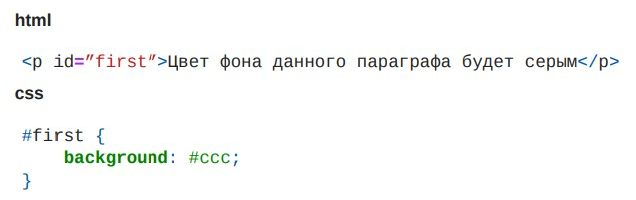 html
<p id=”first”>Цвет фона данного параграфа будет серым</p>
css
#first {
    background: #ccc;
}